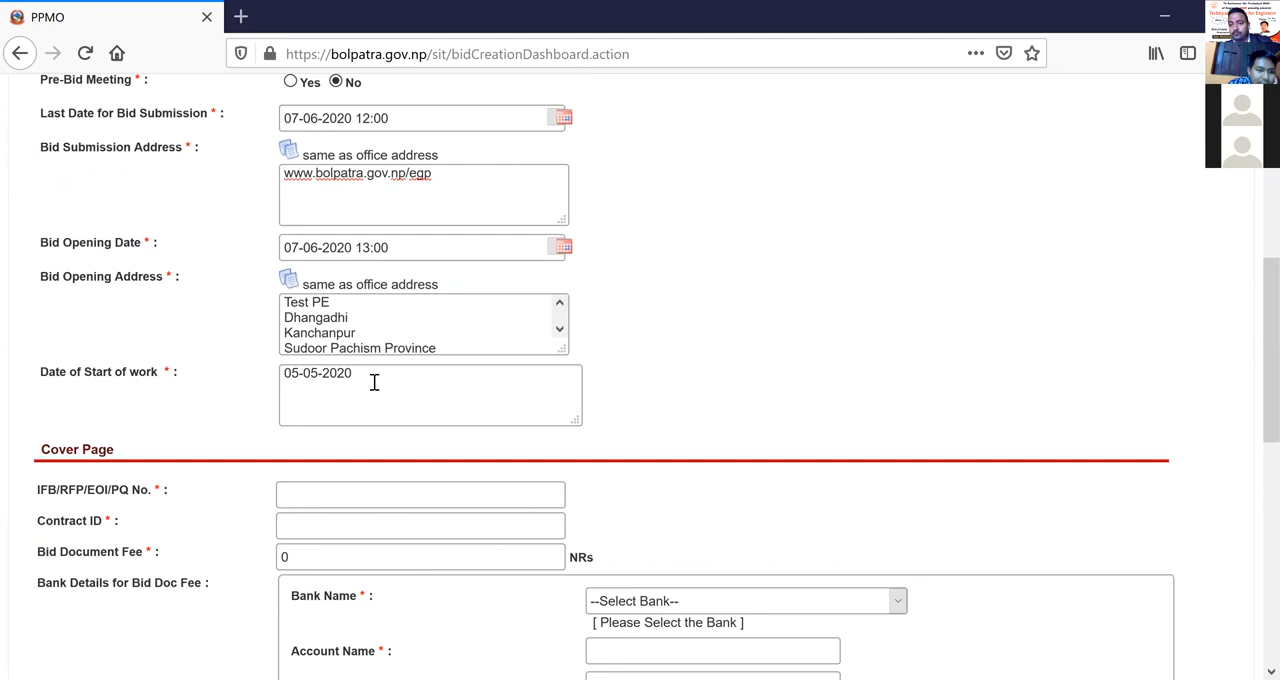 PPMO
https://bolpatra.gov.np/sit/bidCreationDashboard.action
Pre-Bid Meeting * :
Yes No
Last Date for Bid Submission * :
07-06-2020 12:00
Bid Submission Address * :
same as office address
www.bolpatra.gov.np/egp
Bid Opening Date * :
07-06-2020 13:00
Bid Opening Address * :
same as office address
Test PE
Dhangadhi
Kanchanpur
Sudoor Pachism Province
Date of Start of work * :
05-05-2020
Cover Page
IFB/RFP/EOI/PQ No. * :
Contract ID * :
Bid Document Fee * :
0 NRs
Bank Details for Bid Doc Fee :
Bank Name * :
--Select Bank--
[ Please Select the Bank ]
Account Name * :